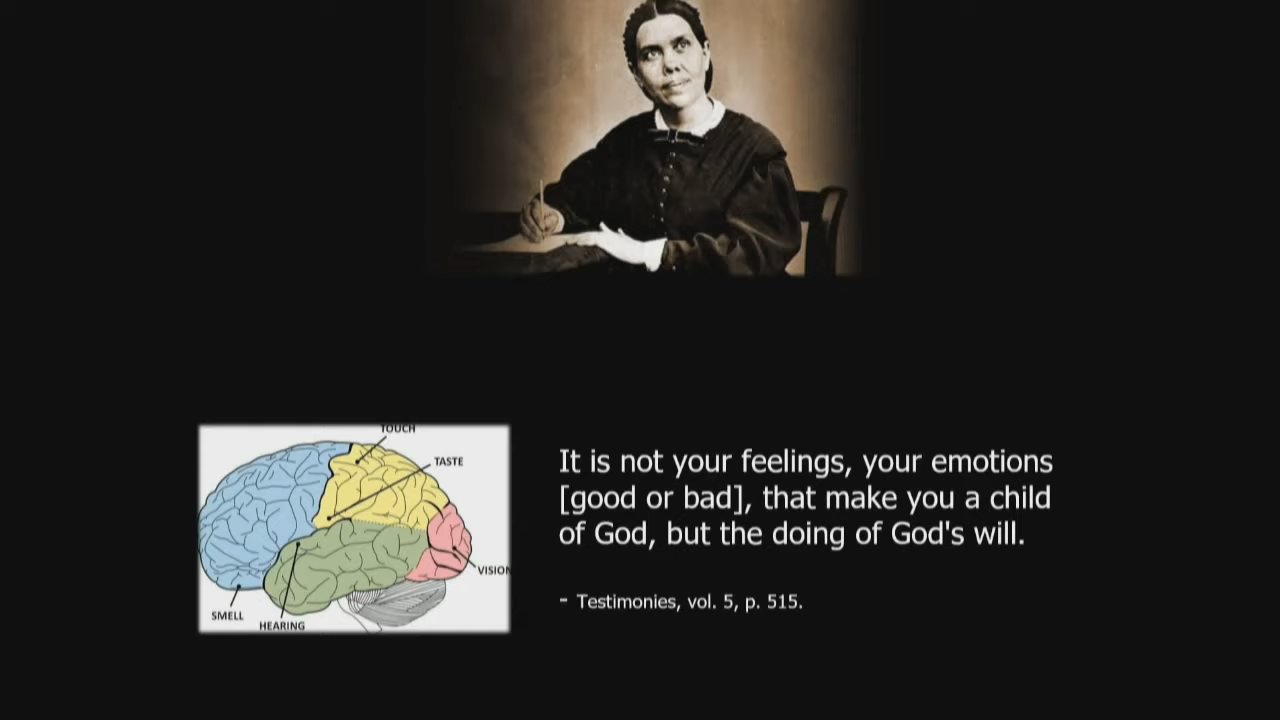 TOUCH
TASTE
VISION
SMELL
HEARING
It is not your feelings, your emotions
[good or bad], that make you a child
of God, but the doing of God's will.
- Testimonies, vol. 5, p. 515.